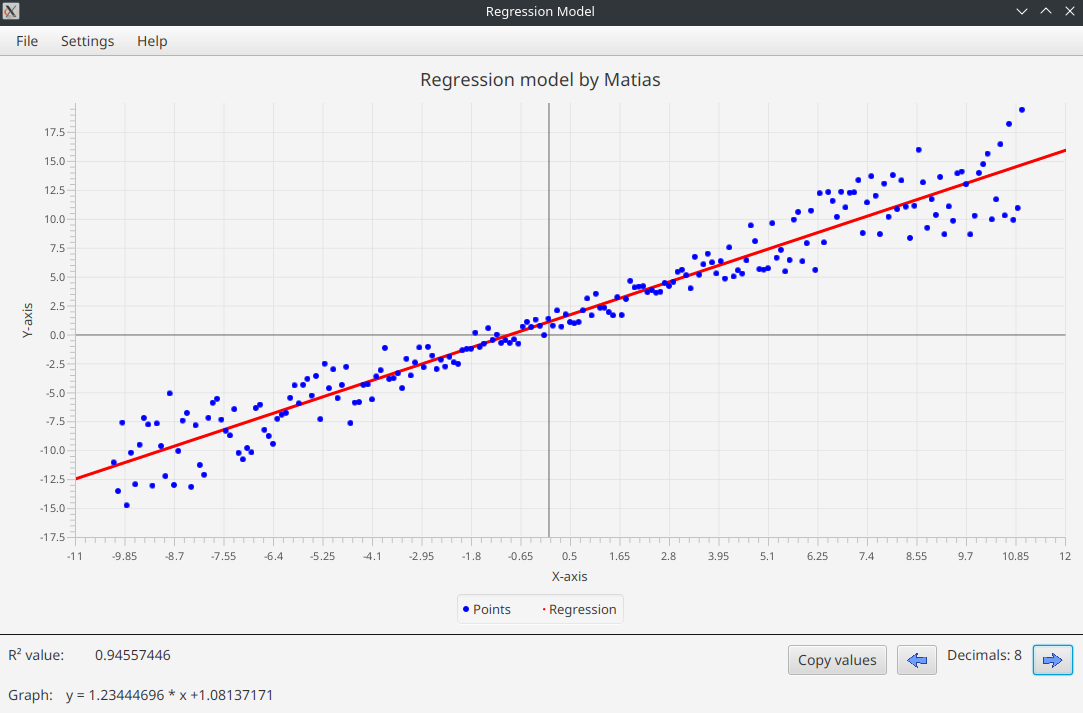 Regression Model
File Settings Help
Regression model by Matias
17.5
15.0
12.5
10.0
7.5
5.0
2.5
0.0
-2.5
-5.0
-7.5
-10.0
-12.5
-15.0
-17.5
Y-axis
-11 -9.85 -8.7 -7.55 -6.4 -5.25 -4.1 -2.95 -1.8 -0.65 0.5 1.65 2.8 3.95 5.1 6.25 7.4 8.55 9.7 10.85 12
X-axis
Points Regression
R² value: 0.94557446
Copy values Decimals: 8
Graph: y = 1.23444696 * x +1.08137171